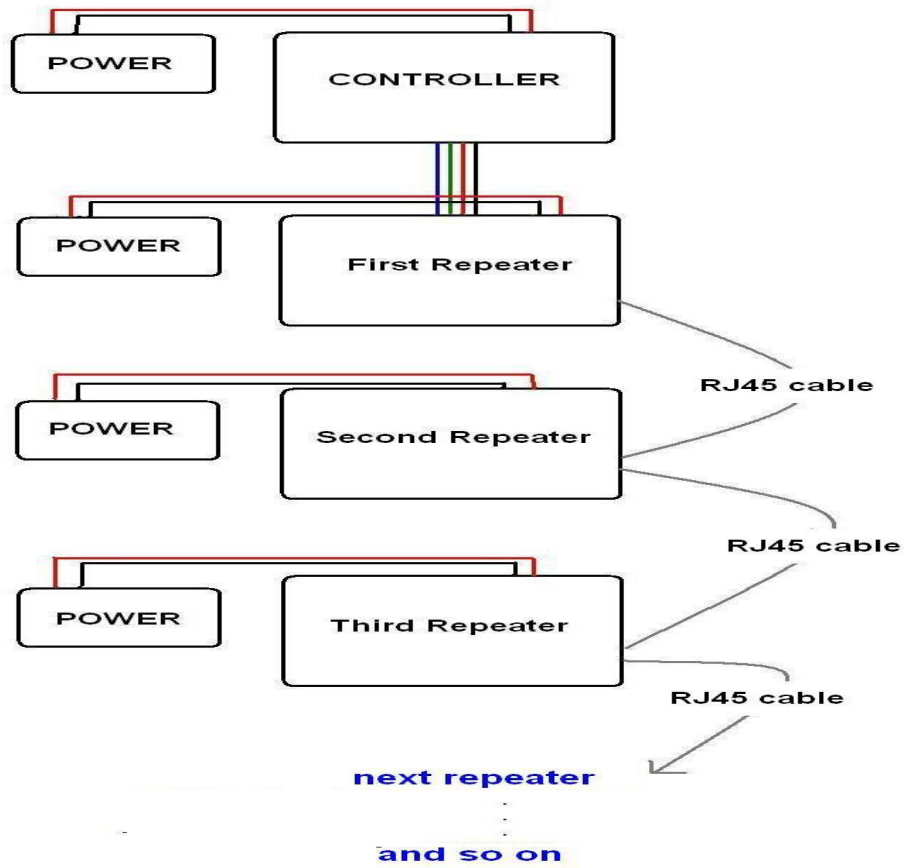 POWER
CONTROLLER
POWER
First Repeater
RJ45 cable
POWER
Second Repeater
RJ45 cable
POWER
Third Repeater
RJ45 cable
next repeater
and so on